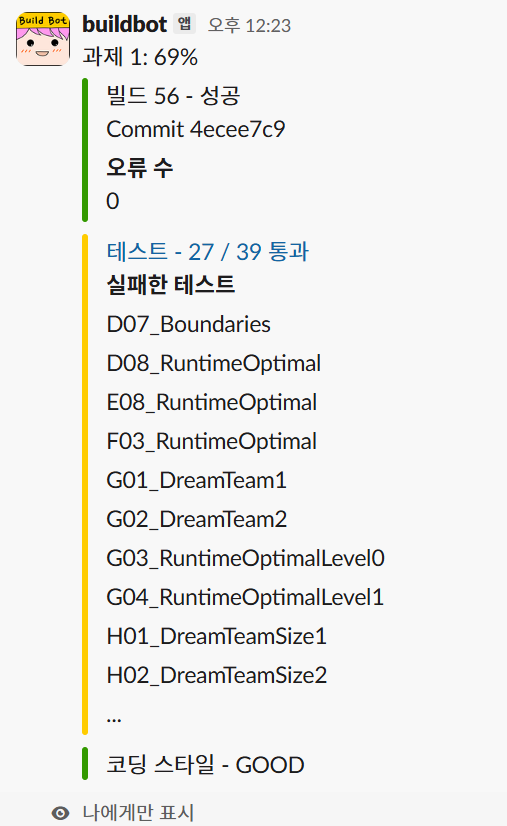 Build Bot
buildbot 앱 오후 12:23
과제 1: 69%
빌드 56 - 성공
Commit 4ecee7c9
오류 수
0
테스트 - 27 / 39 통과
실패한 테스트
D07_Boundaries
D08_RuntimeOptimal
E08_RuntimeOptimal
F03_RuntimeOptimal
G01_DreamTeam1
G02_DreamTeam2
G03_RuntimeOptimalLevel0
G04_RuntimeOptimalLevel1
H01_DreamTeamSize1
H02_DreamTeamSize2
...
코딩 스타일 - GOOD
나에게만 표시